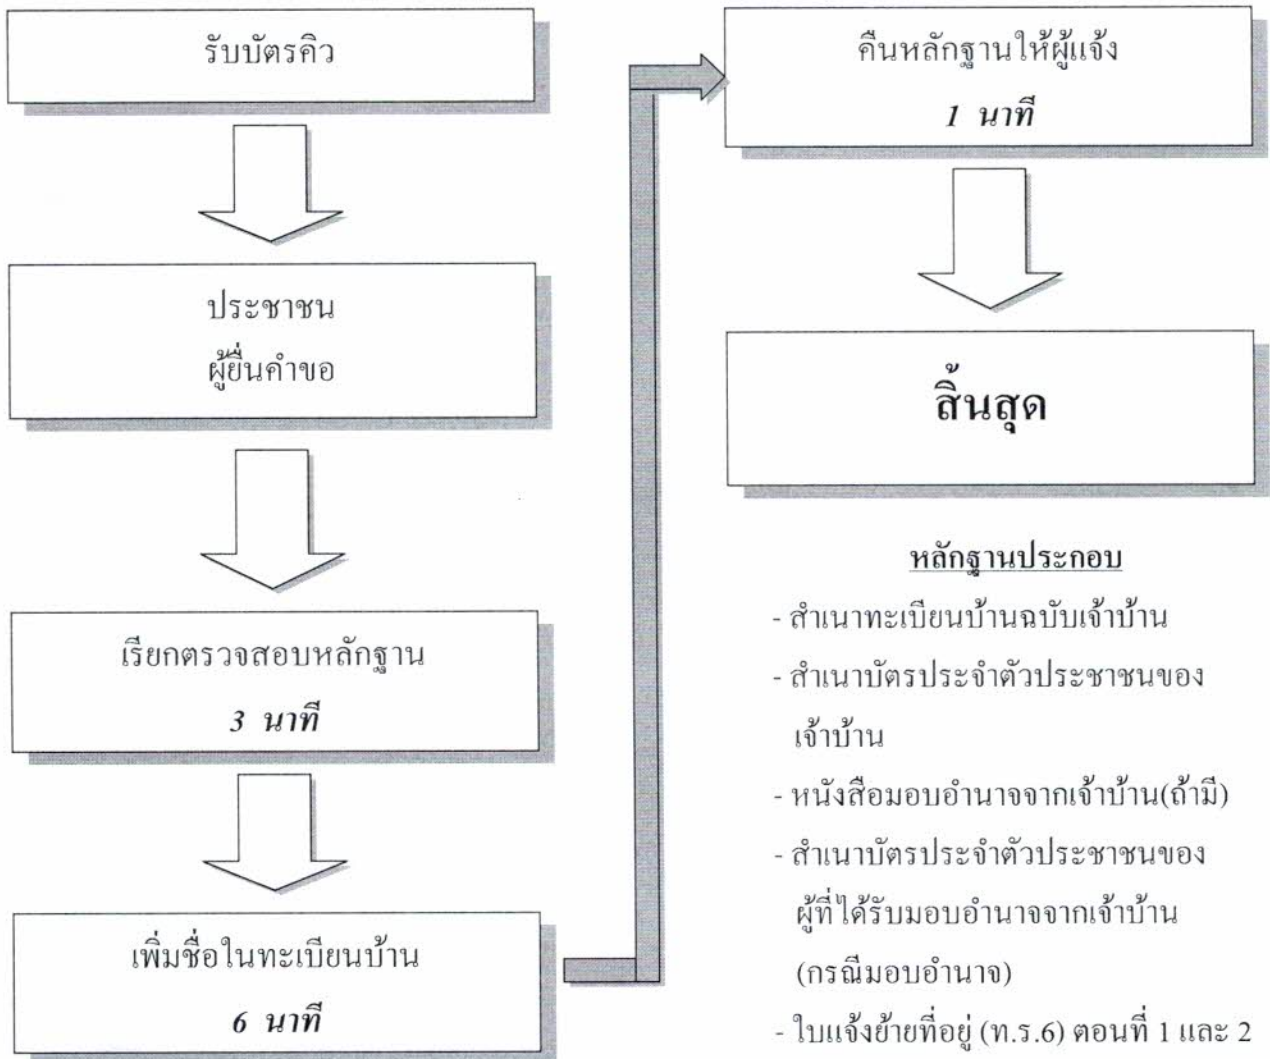 รับบัตรคิว
ประชาชน
ผู้ยื่นคำขอ
เรียกตรวจสอบหลักฐาน
3 นาที
เพิ่มชื่อในทะเบียนบ้าน
6 นาที
คืนหลักฐานให้ผู้แจ้ง
1 นาที
สิ้นสุด
หลักฐานประกอบ
- สำเนาทะเบียนบ้านฉบับเจ้าบ้าน
- สำเนาบัตรประจำตัวประชาชนของ
เจ้าบ้าน
- หนังสือมอบอำนาจจากเจ้าบ้าน(ถ้ามี)
- สำเนาบัตรประจำตัวประชาชนของ
ผู้ที่ได้รับมอบอำนาจจากเจ้าบ้าน
(กรณีมอบอำนาจ)
- ใบแจ้งย้ายที่อยู่ (ท.ร.6) ตอนที่ 1 และ 2